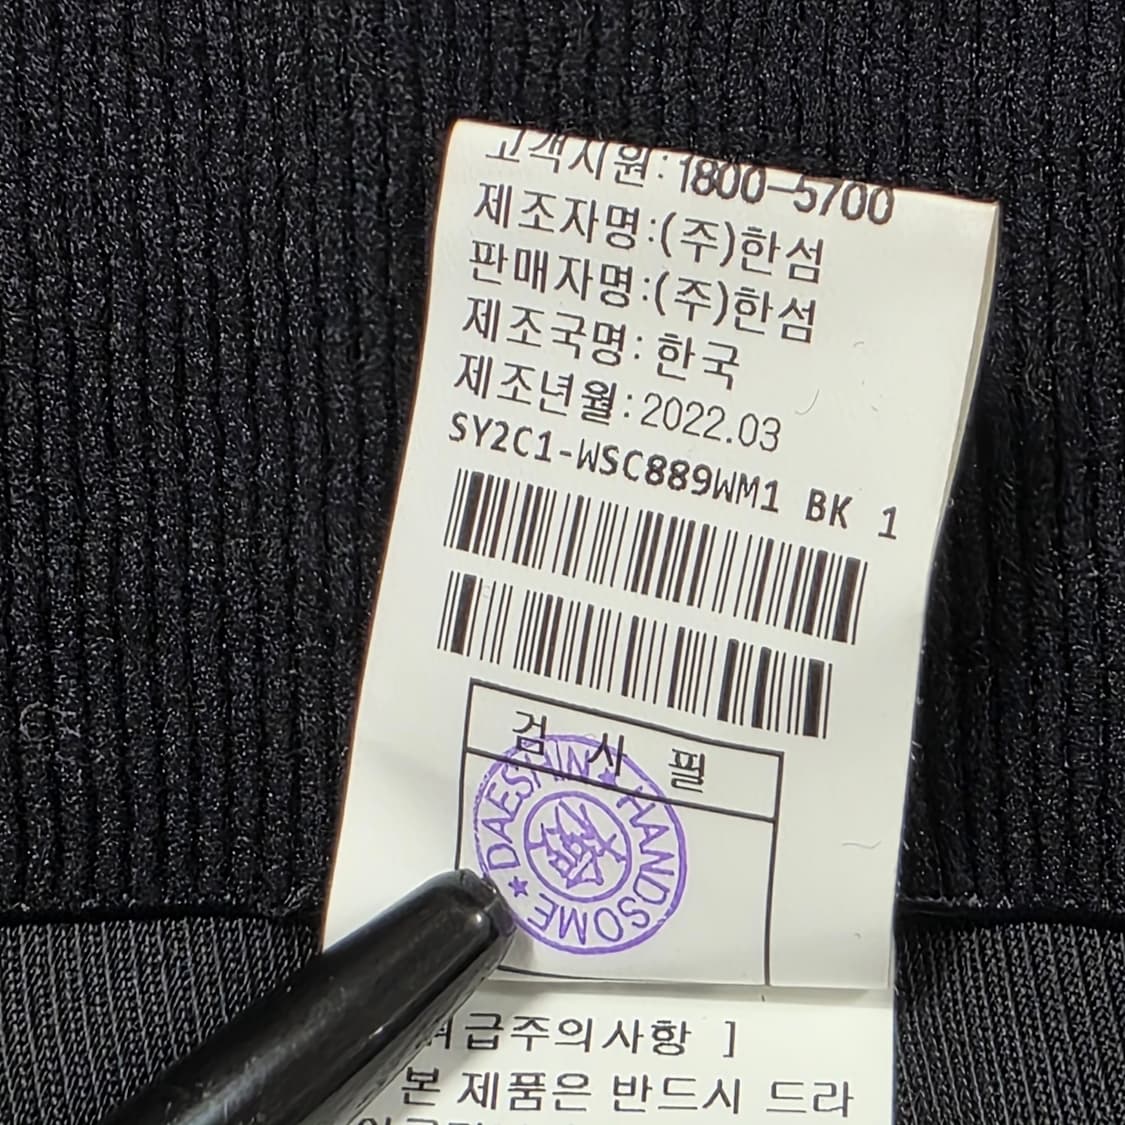 고객지원:1800-5700
제조자명:(주)한섬
판매자명:(주)한섬
제조국명: 한국
제조년월:2022.03
SY2C1-WSC889WM1 BK 1
검 사 필
DAESHIN ★ HANDSOME ★
급주의사항 ]
본 제품은 반드시 드라